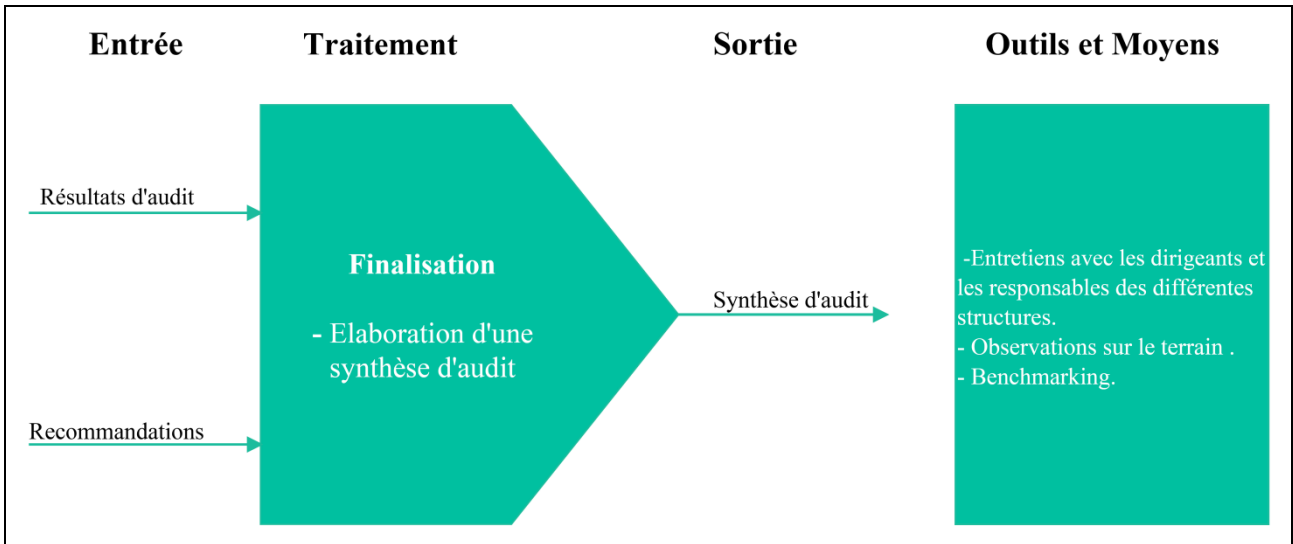 Entrée
Traitement
Sortie
Outils et Moyens
Résultats d'audit
Recommandations
Finalisation
- Elaboration d'une
synthèse d'audit
Synthèse d'audit
-Entretiens avec les dirigeants et
les responsables des différentes
structures.
- Observations sur le terrain .
- Benchmarking.